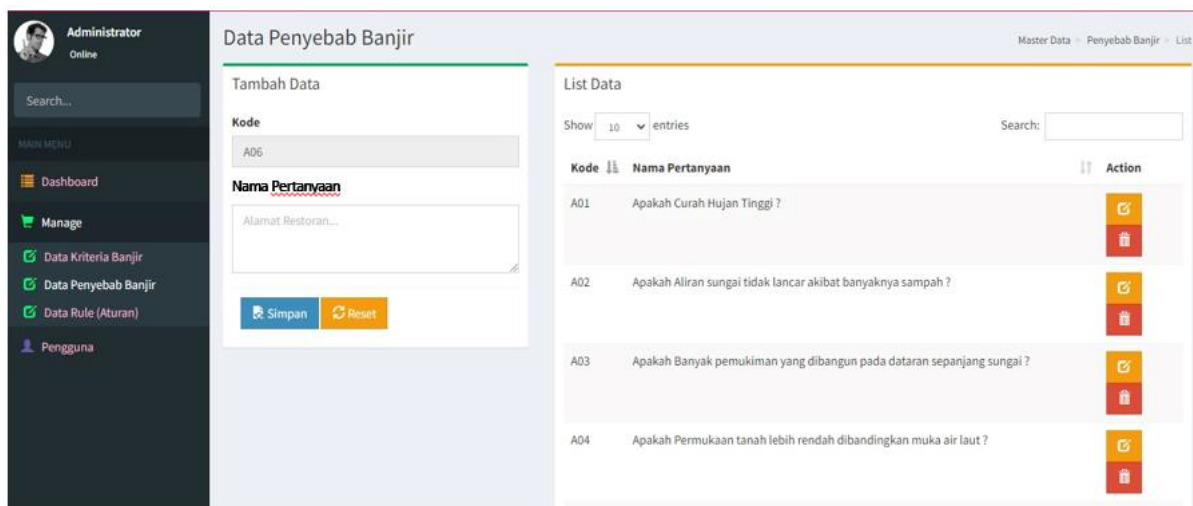 Administrator
Online
Search...
MAIN MENU
Dashboard
Manage
Data Kriteria Banjir
Data Penyebab Banjir
Data Rule (Aturan)
Pengguna
Data Penyebab Banjir
Master Data > Penyebab Banjir > List
Tambah Data
Kode
A06
Nama Pertanyaan
Alamat Restoran...
Simpan
Reset
List Data
Show 10 entries
Search:
Kode Nama Pertanyaan Action
A01 Apakah Curah Hujan Tinggi ?
A02 Apakah Aliran sungai tidak lancar akibat banyaknya sampah ?
A03 Apakah Banyak pemukiman yang dibangun pada dataran sepanjang sungai ?
A04 Apakah Permukaan tanah lebih rendah dibandingkan muka air laut ?